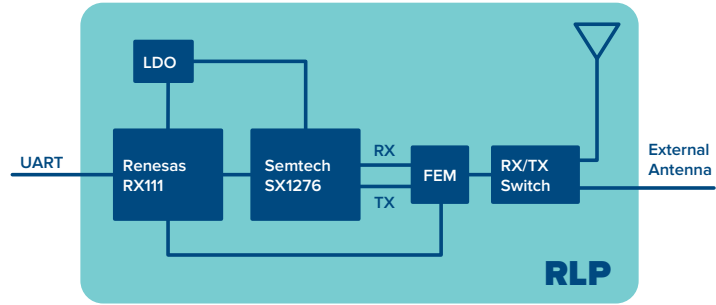 LDO
UART
Renesas
RX111
Semtech
SX1276
RX
TX
FEM
RX/TX
Switch
External
Antenna
RLP